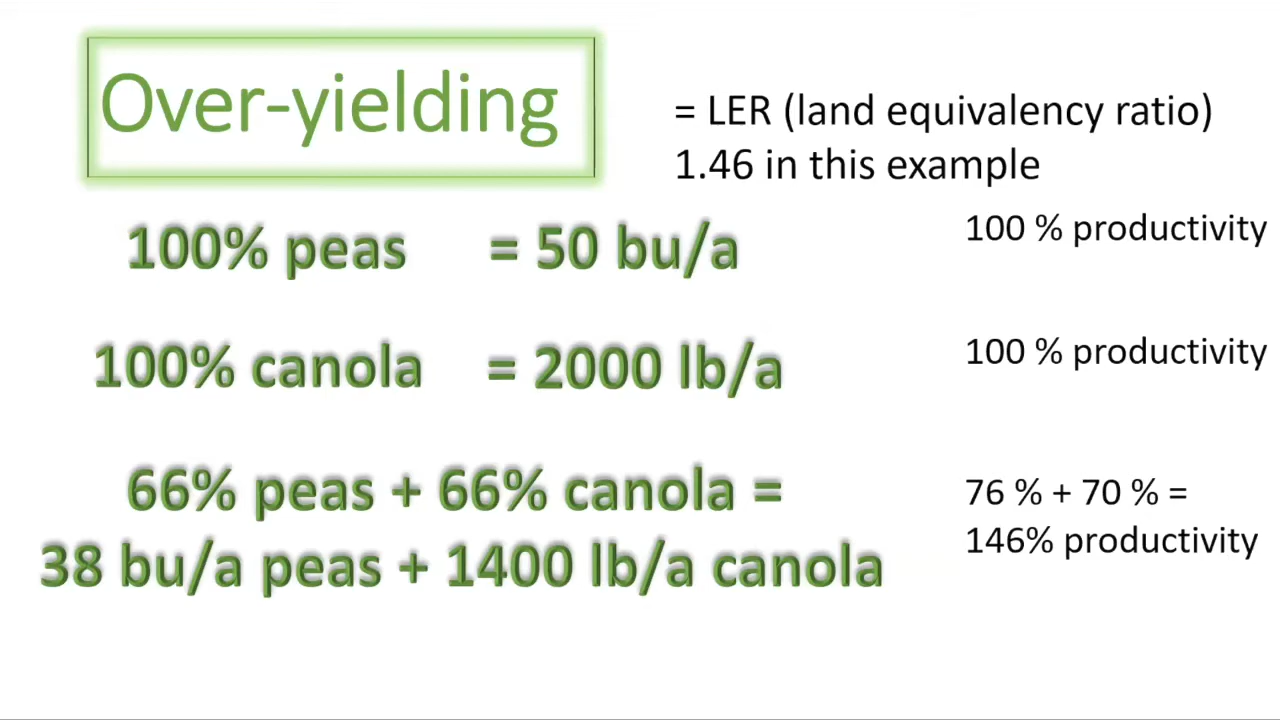 Over-yielding
= LER (land equivalency ratio)
1.46 in this example
100% peas = 50 bu/a
100 % productivity
100% canola = 2000 lb/a
100 % productivity
66% peas + 66% canola =
38 bu/a peas + 1400 lb/a canola
76 % + 70 % =
146% productivity